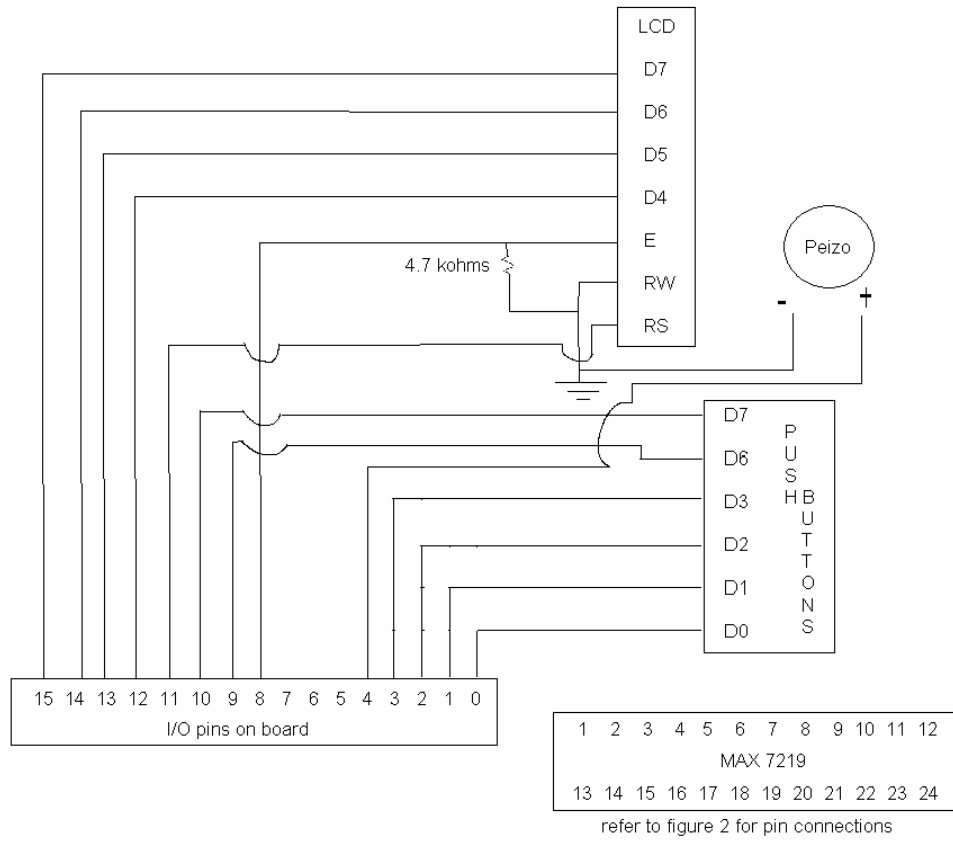 LCD
D7
D6
D5
D4
E
RW
RS
4.7 kohms
Peizo
- +
D7
D6
D3
D2
D1
D0
PUSH
BUTTONS
15 14 13 12 11 10 9 8 7 6 5 4 3 2 1 0
I/O pins on board
1 2 3 4 5 6 7 8 9 10 11 12
MAX 7219
13 14 15 16 17 18 19 20 21 22 23 24
refer to figure 2 for pin connections